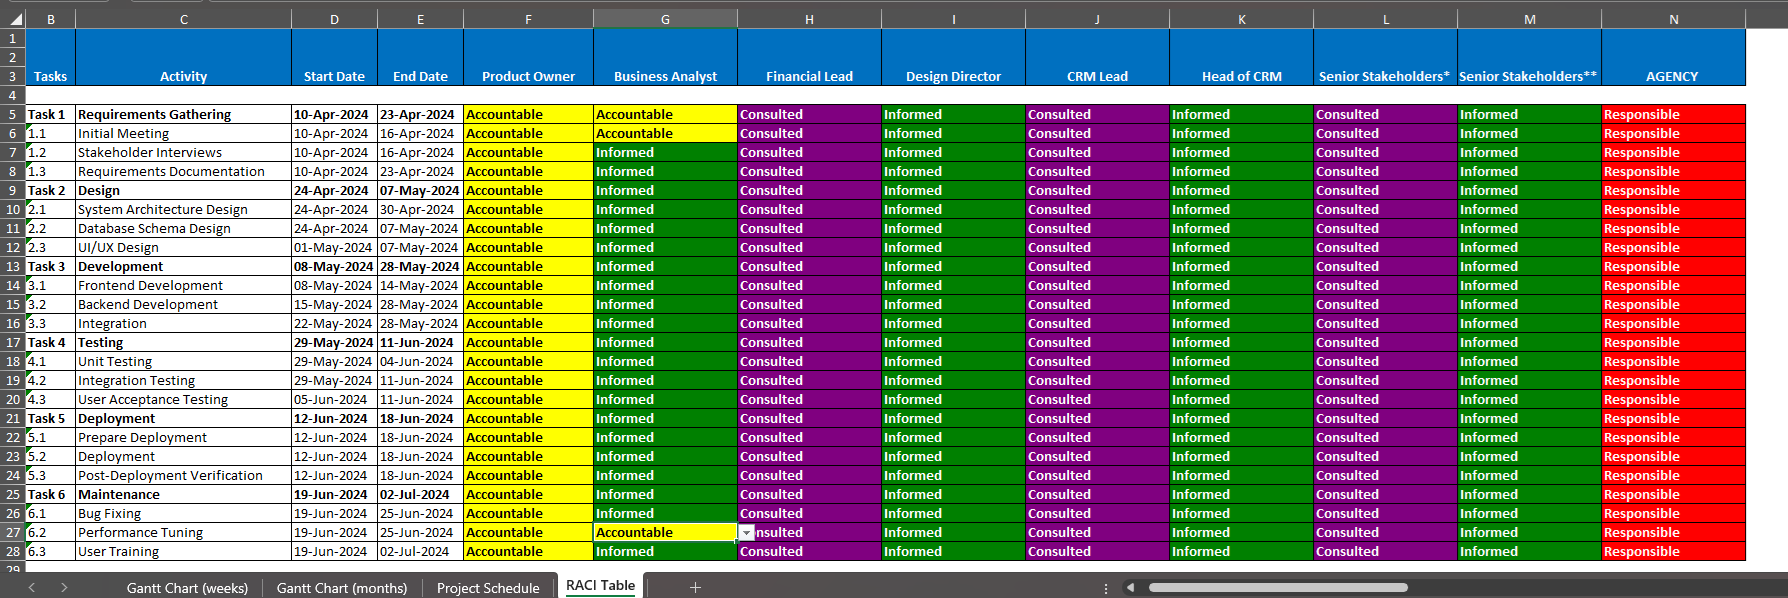 B C D E F G H I J K L M N
1
2
3 Tasks Activity Start Date End Date Product Owner Business Analyst Financial Lead Design Director CRM Lead Head of CRM Senior Stakeholders* Senior Stakeholders** AGENCY
4
5 Task 1 Requirements Gathering 10-Apr-2024 23-Apr-2024 Accountable Accountable Consulted Informed Consulted Informed Consulted Informed Responsible
6 1.1 Initial Meeting 10-Apr-2024 16-Apr-2024 Accountable Accountable Consulted Informed Consulted Informed Consulted Informed Responsible
7 1.2 Stakeholder Interviews 10-Apr-2024 16-Apr-2024 Accountable Informed Consulted Informed Consulted Informed Consulted Informed Responsible
8 1.3 Requirements Documentation 10-Apr-2024 23-Apr-2024 Accountable Informed Consulted Informed Consulted Informed Consulted Informed Responsible
9 Task 2 Design 24-Apr-2024 07-May-2024 Accountable Informed Consulted Informed Consulted Informed Consulted Informed Responsible
10 2.1 System Architecture Design 24-Apr-2024 30-Apr-2024 Accountable Informed Consulted Informed Consulted Informed Consulted Informed Responsible
11 2.2 Database Schema Design 24-Apr-2024 07-May-2024 Accountable Informed Consulted Informed Consulted Informed Consulted Informed Responsible
12 2.3 UI/UX Design 01-May-2024 07-May-2024 Accountable Informed Consulted Informed Consulted Informed Consulted Informed Responsible
13 Task 3 Development 08-May-2024 28-May-2024 Accountable Informed Consulted Informed Consulted Informed Consulted Informed Responsible
14 3.1 Frontend Development 08-May-2024 14-May-2024 Accountable Informed Consulted Informed Consulted Informed Consulted Informed Responsible
15 3.2 Backend Development 15-May-2024 28-May-2024 Accountable Informed Consulted Informed Consulted Informed Consulted Informed Responsible
16 3.3 Integration 22-May-2024 28-May-2024 Accountable Informed Consulted Informed Consulted Informed Consulted Informed Responsible
17 Task 4 Testing 29-May-2024 11-Jun-2024 Accountable Informed Consulted Informed Consulted Informed Consulted Informed Responsible
18 4.1 Unit Testing 29-May-2024 04-Jun-2024 Accountable Informed Consulted Informed Consulted Informed Consulted Informed Responsible
19 4.2 Integration Testing 29-May-2024 11-Jun-2024 Accountable Informed Consulted Informed Consulted Informed Consulted Informed Responsible
20 4.3 User Acceptance Testing 05-Jun-2024 11-Jun-2024 Accountable Informed Consulted Informed Consulted Informed Consulted Informed Responsible
21 Task 5 Deployment 12-Jun-2024 18-Jun-2024 Accountable Informed Consulted Informed Consulted Informed Consulted Informed Responsible
22 5.1 Prepare Deployment 12-Jun-2024 18-Jun-2024 Accountable Informed Consulted Informed Consulted Informed Consulted Informed Responsible
23 5.2 Deployment 12-Jun-2024 18-Jun-2024 Accountable Informed Consulted Informed Consulted Informed Consulted Informed Responsible
24 5.3 Post-Deployment Verification 12-Jun-2024 18-Jun-2024 Accountable Informed Consulted Informed Consulted Informed Consulted Informed Responsible
25 Task 6 Maintenance 19-Jun-2024 02-Jul-2024 Accountable Informed Consulted Informed Consulted Informed Consulted Informed Responsible
26 6.1 Bug Fixing 19-Jun-2024 25-Jun-2024 Accountable Informed Consulted Informed Consulted Informed Consulted Informed Responsible
27 6.2 Performance Tuning 19-Jun-2024 25-Jun-2024 Accountable Accountable nsulted Informed Consulted Informed Consulted Informed Responsible
28 6.3 User Training 19-Jun-2024 02-Jul-2024 Accountable Informed Consulted Informed Consulted Informed Consulted Informed Responsible
29
Gantt Chart (weeks) Gantt Chart (months) Project Schedule RACI Table